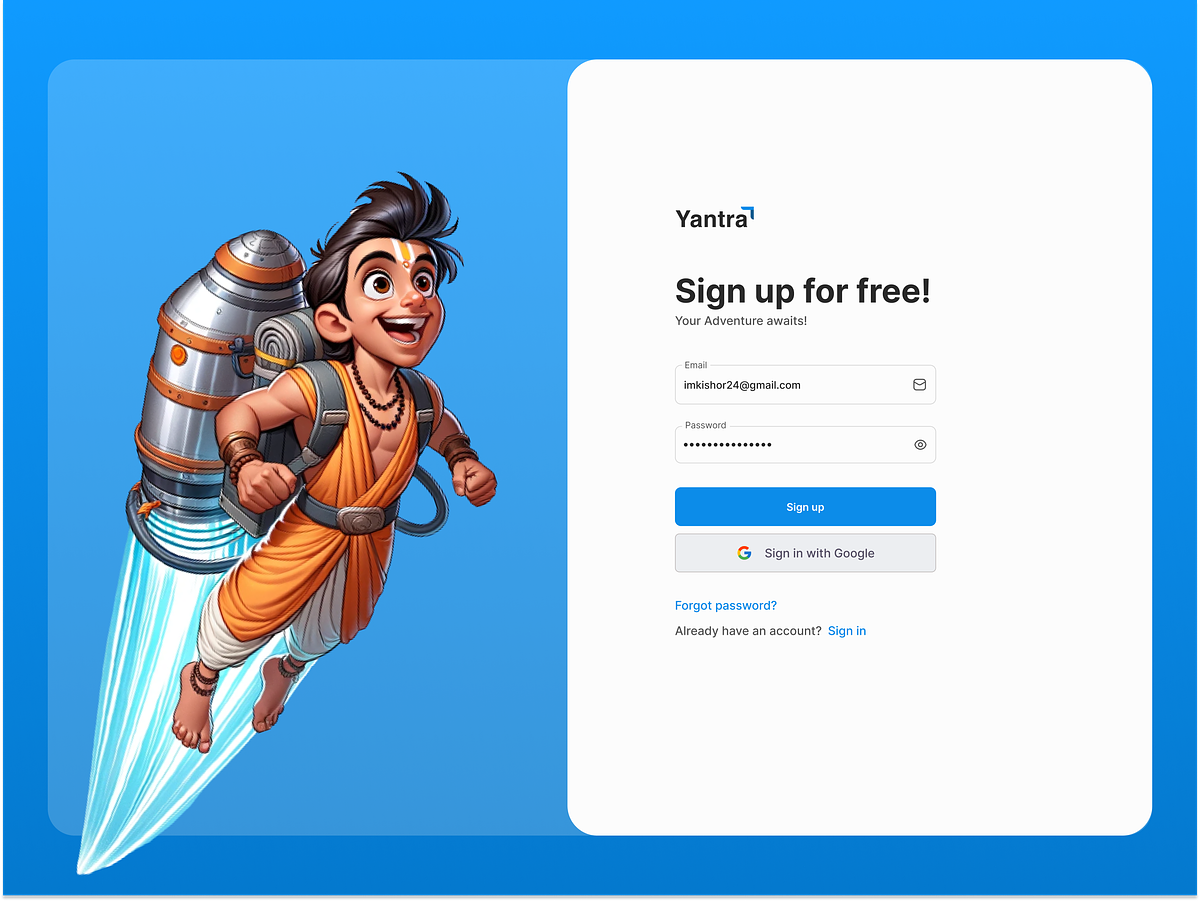 Yantra
Sign up for free!
Your Adventure awaits!
Email
imkishor24@gmail.com
Password
•••••••••••••••
Sign up
Sign in with Google
Forgot password?
Already have an account? Sign in